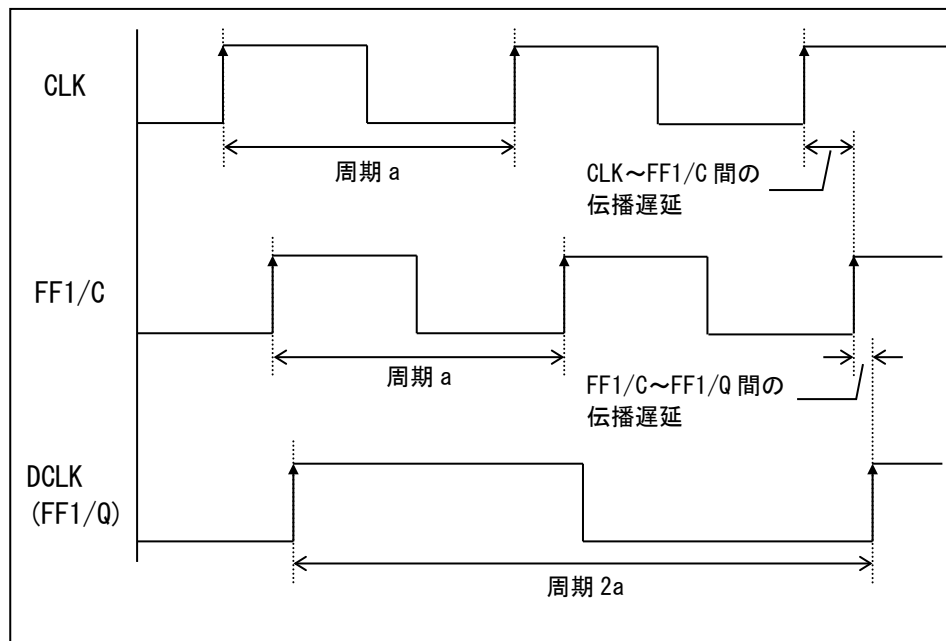 CLK
周期 a
CLK～FF1/C 間の
伝播遅延
FF1/C
周期 a
FF1/C～FF1/Q 間の
伝播遅延
DCLK
(FF1/Q)
周期 2a